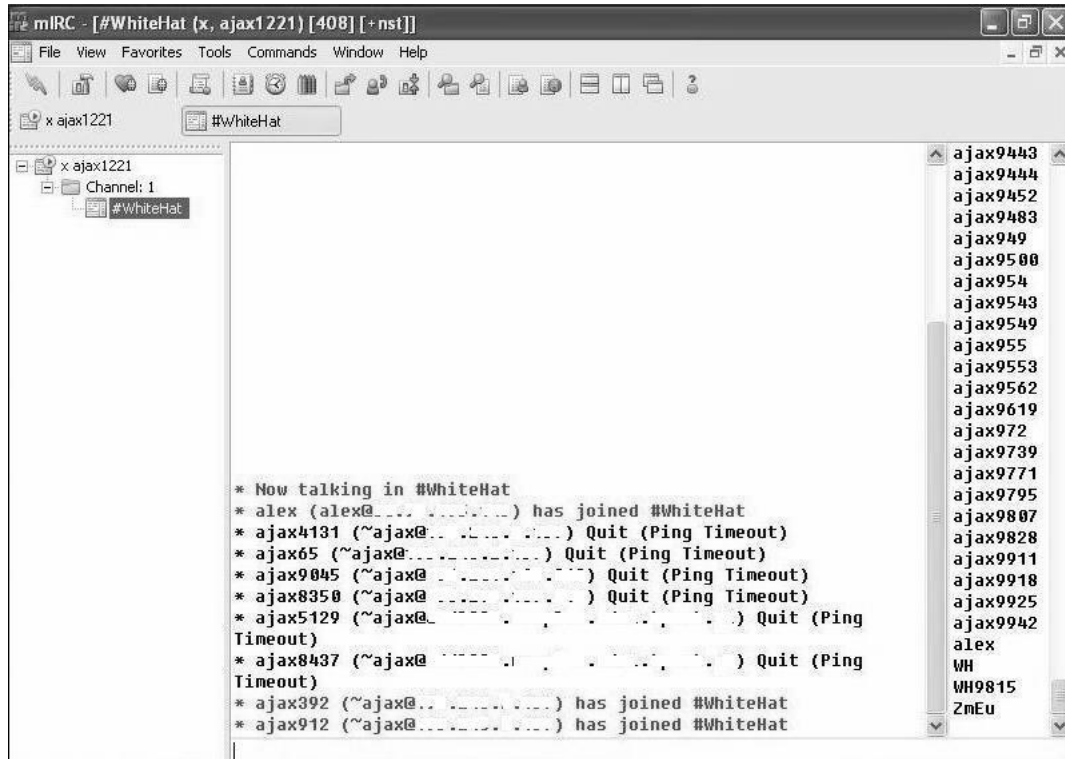 mIRC - [#WhiteHat (x, ajax1221) [408] [+nst]]
File View Favorites Tools Commands Window Help
x ajax1221 #WhiteHat
x ajax1221
Channel: 1
#WhiteHat
* Now talking in #WhiteHat
* alex (alex@ ) has joined #WhiteHat
* ajax4131 (~ajax@ ) Quit (Ping Timeout)
* ajax65 (~ajax@ ) Quit (Ping Timeout)
* ajax9045 (~ajax@ ) Quit (Ping Timeout)
* ajax8350 (~ajax@ ) Quit (Ping Timeout)
* ajax5129 (~ajax@ ) Quit (Ping
Timeout)
* ajax8437 (~ajax@ ) Quit (Ping
Timeout)
* ajax392 (~ajax@ ) has joined #WhiteHat
* ajax912 (~ajax@ ) has joined #WhiteHat
ajax9443
ajax9444
ajax9452
ajax9483
ajax949
ajax9500
ajax954
ajax9543
ajax9549
ajax955
ajax9553
ajax9562
ajax9619
ajax972
ajax9739
ajax9771
ajax9795
ajax9807
ajax9828
ajax9911
ajax9918
ajax9925
ajax9942
alex
WH
WH9815
ZmEu